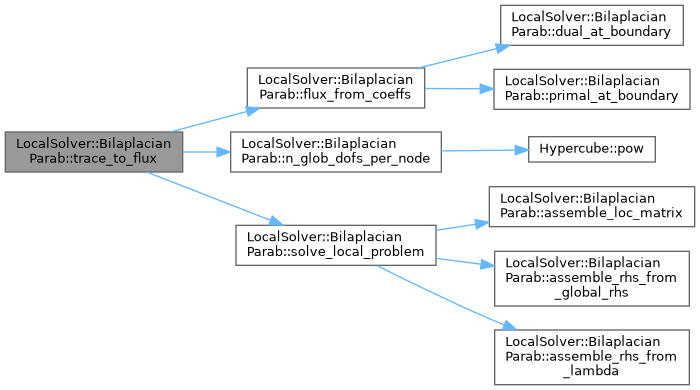 LocalSolver::Bilaplacian
Parab::trace_to_flux
LocalSolver::Bilaplacian
Parab::flux_from_coeffs
LocalSolver::Bilaplacian
Parab::dual_at_boundary
LocalSolver::Bilaplacian
Parab::primal_at_boundary
LocalSolver::Bilaplacian
Parab::n_glob_dofs_per_node
Hypercube::pow
LocalSolver::Bilaplacian
Parab::solve_local_problem
LocalSolver::Bilaplacian
Parab::assemble_loc_matrix
LocalSolver::Bilaplacian
Parab::assemble_rhs_from
_global_rhs
LocalSolver::Bilaplacian
Parab::assemble_rhs_from
_lambda